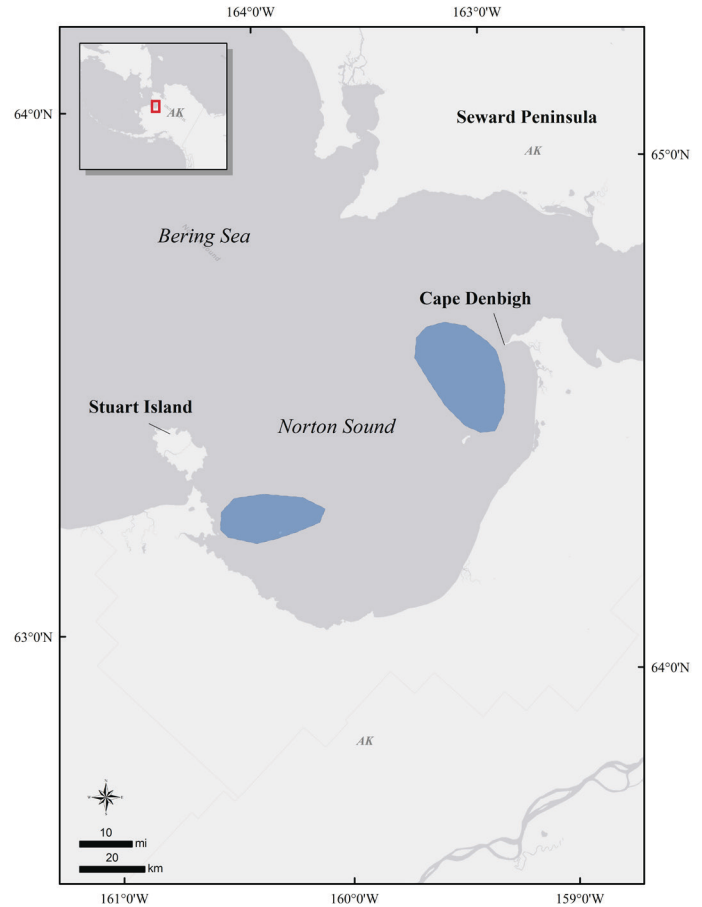 164°0'W
163°0'W
64°0'N
AK
Seward Peninsula
AK
65°0'N
Bering Sea
Cape Denbigh
Stuart Island
Norton Sound
63°0'N
64°0'N
AK
10
mi
20
km
161°0'W
160°0'W
159°0'W